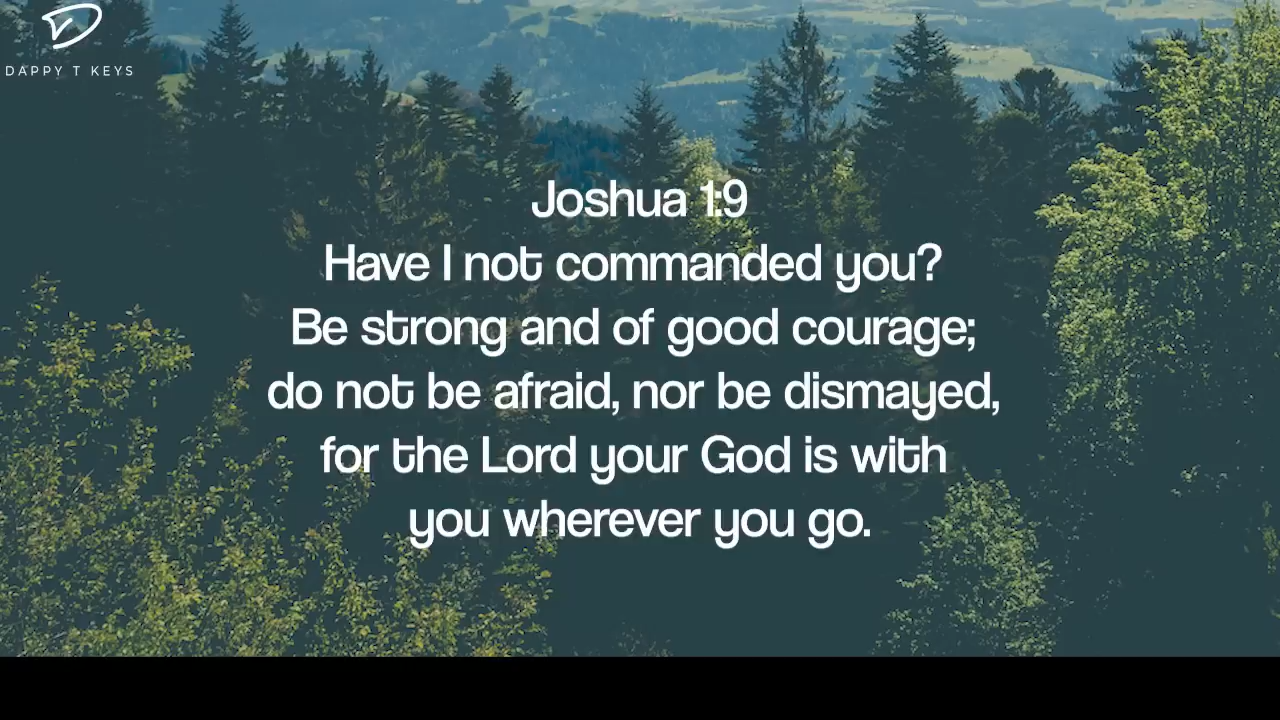 DAPPY T KEYS
Joshua 1:9
Have I not commanded you?
Be strong and of good courage;
do not be afraid, nor be dismayed,
for the Lord your God is with
you wherever you go.